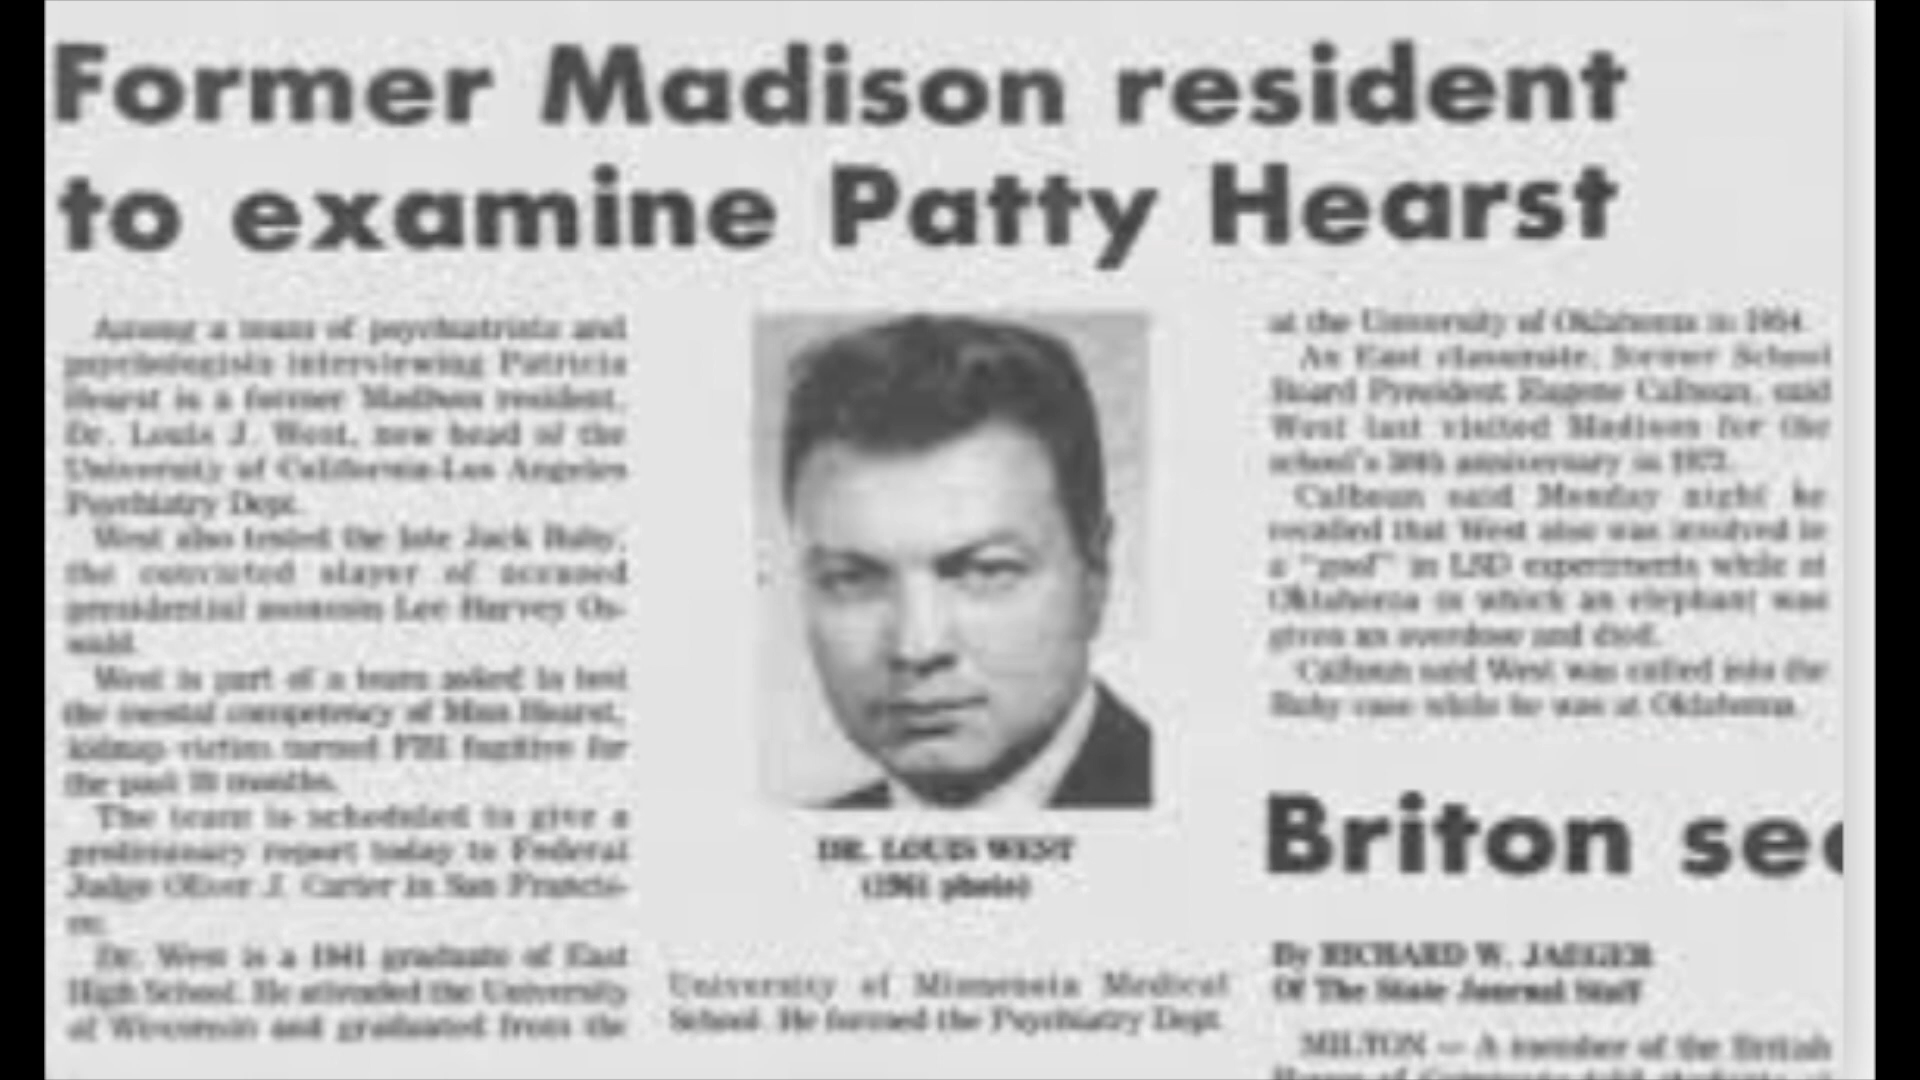 Former Madison resident
to examine Patty Hearst
Among a team of psychiatrists and
psychologists interviewing Patricia
Hearst is a former Madison resident,
Dr. Louis J. West, now head of the
University of California-Los Angeles
Psychiatry Dept.
West also tested the late Jack Ruby,
the convicted slayer of accused
presidential assassin Lee Harvey Os-
wald.
West is part of a team asked to test
the mental competency of Miss Hearst,
kidnap victim turned FBI fugitive for
the past months.
The team is scheduled to give a
preliminary report today to Federal
Judge Oliver J. Carter in San Francis-
co.
Dr. West is a 1941 graduate of East
High School. He attended the University
of Wisconsin and graduated from the
DR. LOUIS WEST
(1961 photo)
University of Minnesota Medical
School. He formed the Psychiatry Dept.
at the University of Oklahoma in 1954.
An East classmate, former School
Board President Eugene Calhoun, said
West last visited Madison for the
school's anniversary in
Calhoun said Monday night he
recalled that West also was involved in
a "goof" in LSD experiments while at
Oklahoma in which an elephant was
given an overdose and died.
Calhoun said West was called into the
Ruby case while he was at Oklahoma.
Briton se
By RICHARD W. JAEGER
Of The State Journal Staff
MILTON — A member of the British